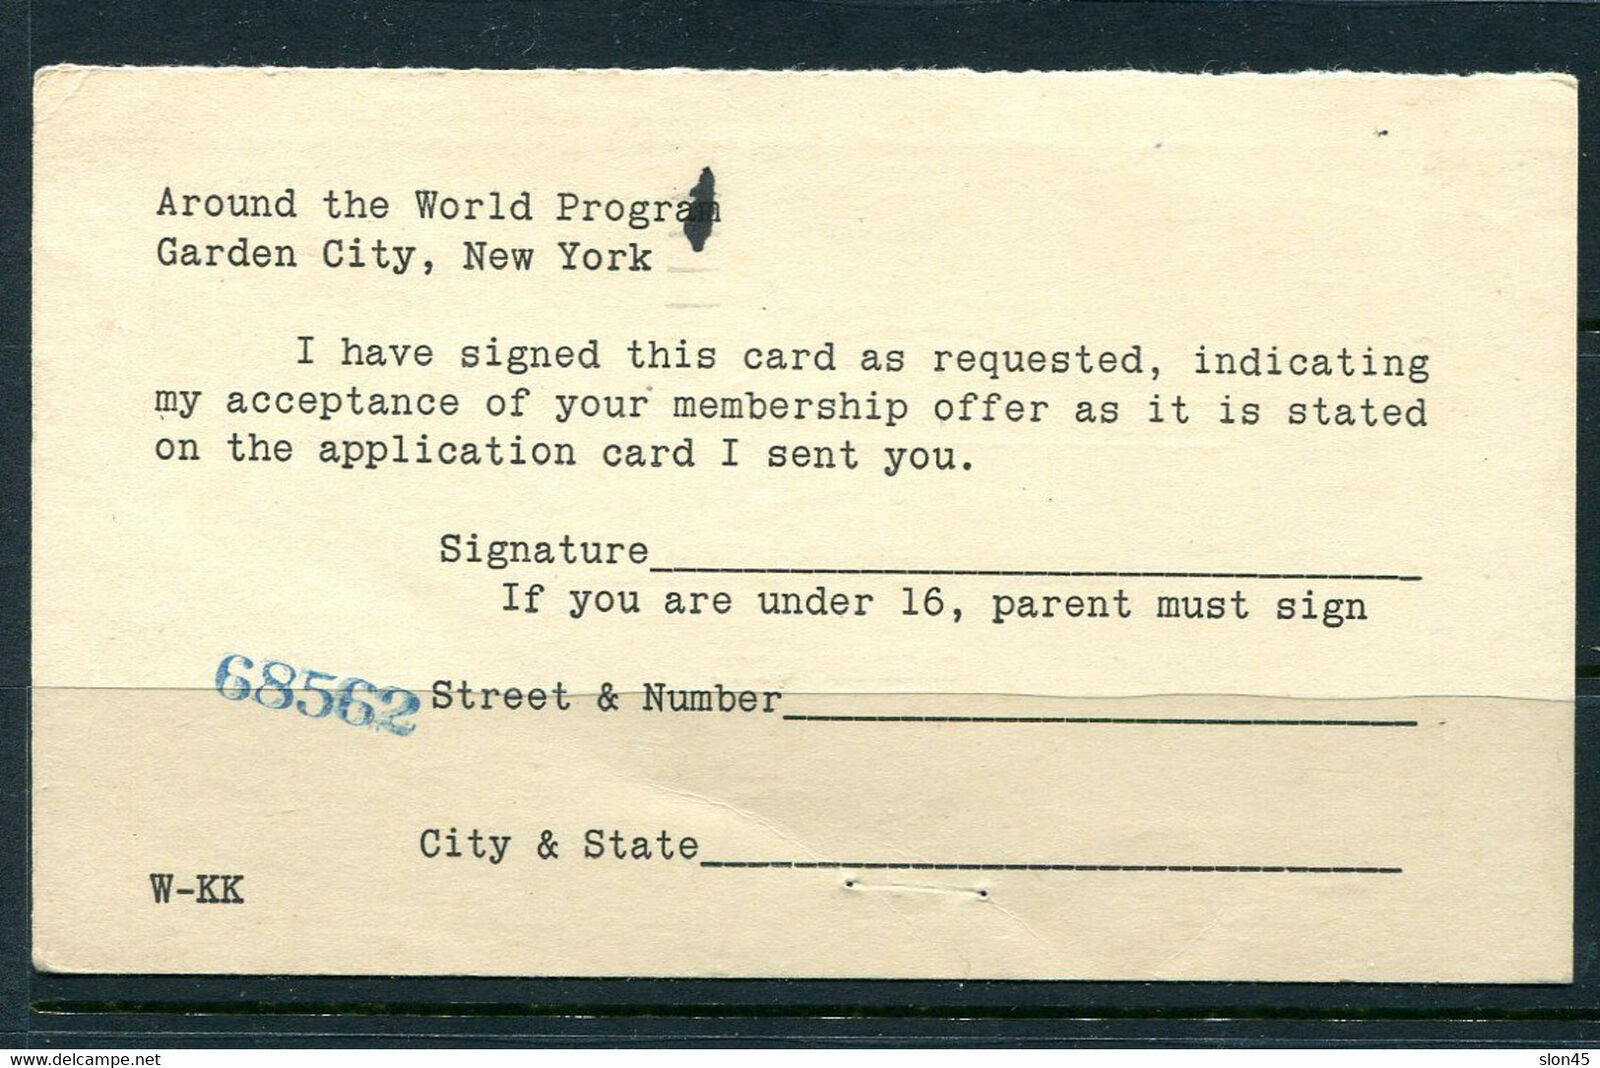 Around the World Program
Garden City, New York
I have signed this card as requested, indicating
my acceptance of your membership offer as it is stated
on the application card I sent you.
Signature
If you are under 16, parent must sign
68562 Street & Number
City & State
W-KK
www.delcampe.net
slon45